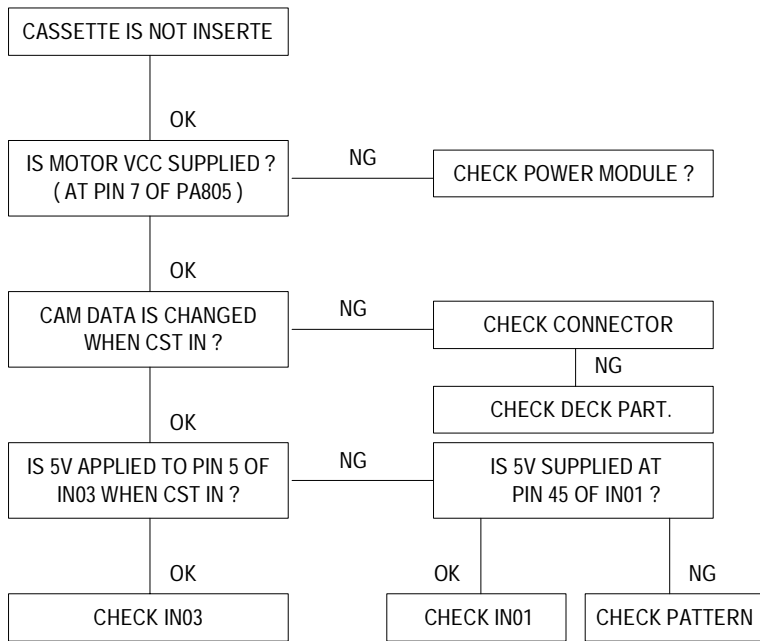 CASSETTE IS NOT INSERTE
OK
IS MOTOR VCC SUPPLIED ?
( AT PIN 7 OF PA805 )
NG
CHECK POWER MODULE ?
OK
CAM DATA IS CHANGED
WHEN CST IN ?
NG
CHECK CONNECTOR
NG
CHECK DECK PART.
OK
IS 5V APPLIED TO PIN 5 OF
IN03 WHEN CST IN ?
NG
IS 5V SUPPLIED AT
PIN 45 OF IN01 ?
OK
OK
NG
CHECK IN03
CHECK IN01
CHECK PATTERN